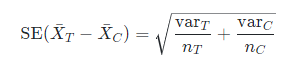 SE(X̄_T − X̄_C) = √(var_T/n_T + var_C/n_C)